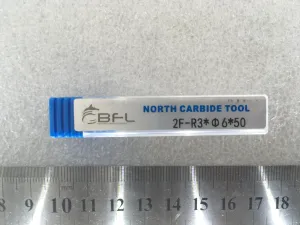 BFL
NORTH CARBIDE TOOL
2F-R3*Φ6*50
8 9 10 11 12 13 14 15 16 17 18